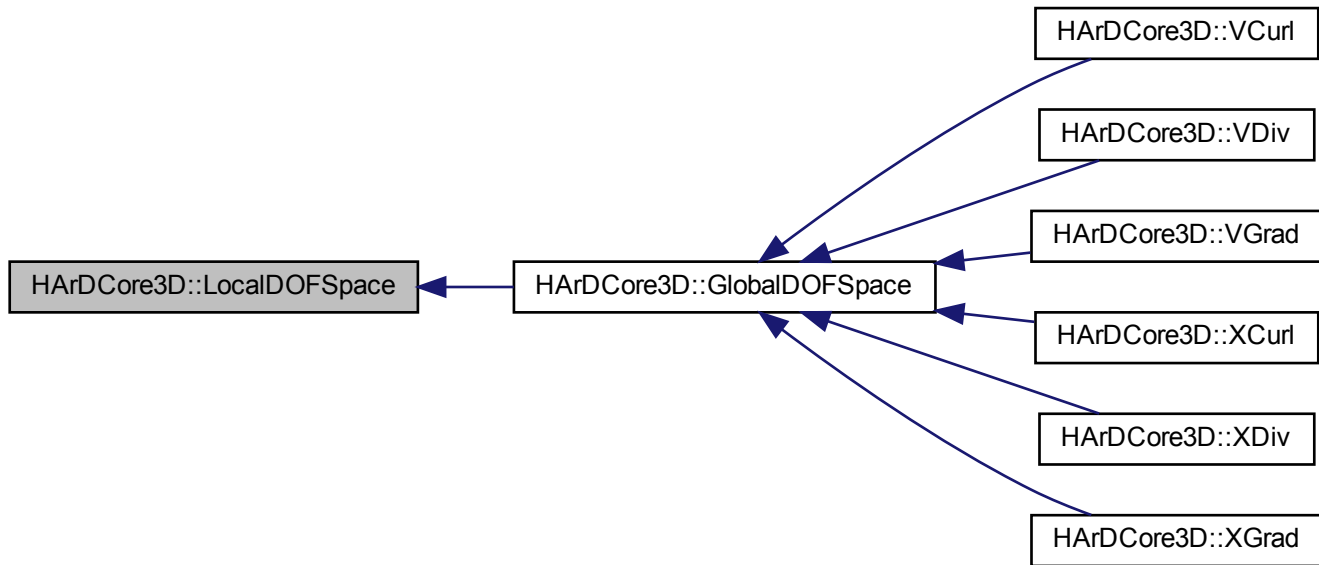 HArDCore3D::LocalDOFSpace
HArDCore3D::GlobalDOFSpace
HArDCore3D::VCurl
HArDCore3D::VDiv
HArDCore3D::VGrad
HArDCore3D::XCurl
HArDCore3D::XDiv
HArDCore3D::XGrad